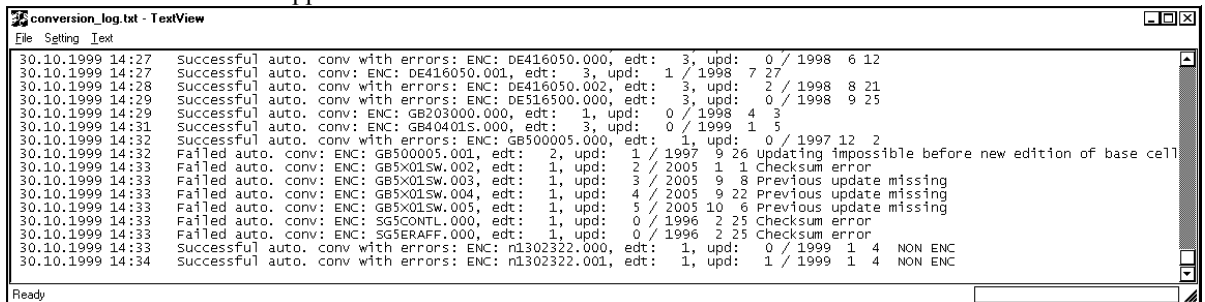 conversion_log.txt - TextView
File Setting Text
30.10.1999 14:27 Successful auto. conv with errors: ENC: DE416050.000, edt: 3, upd: 0 / 1998 6 12
30.10.1999 14:27 Successful auto. conv: ENC: DE416050.001, edt: 3, upd: 1 / 1998 7 27
30.10.1999 14:28 Successful auto. conv with errors: ENC: DE416050.002, edt: 3, upd: 2 / 1998 8 21
30.10.1999 14:29 Successful auto. conv with errors: ENC: DE516500.000, edt: 3, upd: 0 / 1998 9 25
30.10.1999 14:29 Successful auto. conv: ENC: GB203000.000, edt: 1, upd: 0 / 1998 4 3
30.10.1999 14:31 Successful auto. conv: ENC: GB40401S.000, edt: 3, upd: 0 / 1999 1 5
30.10.1999 14:32 Successful auto. conv with errors: ENC: GB500005.000, edt: 1, upd: 0 / 1997 12 2
30.10.1999 14:32 Failed auto. conv: ENC: GB500005.001, edt: 2, upd: 1 / 1997 9 26 Updating impossible before new edition of base cell
30.10.1999 14:33 Failed auto. conv: ENC: GB5X01SW.002, edt: 1, upd: 2 / 2005 1 1 Checksum error
30.10.1999 14:33 Failed auto. conv: ENC: GB5X01SW.003, edt: 1, upd: 3 / 2005 9 8 Previous update missing
30.10.1999 14:33 Failed auto. conv: ENC: GB5X01SW.004, edt: 1, upd: 4 / 2005 9 22 Previous update missing
30.10.1999 14:33 Failed auto. conv: ENC: GB5X01SW.005, edt: 1, upd: 5 / 2005 10 6 Previous update missing
30.10.1999 14:33 Failed auto. conv: ENC: SG5CONTL.000, edt: 1, upd: 0 / 1996 2 25 Checksum error
30.10.1999 14:33 Failed auto. conv: ENC: SG5ERAFF.000, edt: 1, upd: 0 / 1996 2 25 Checksum error
30.10.1999 14:33 Successful auto. conv with errors: ENC: n1302322.000, edt: 1, upd: 0 / 1999 1 4 NON ENC
30.10.1999 14:34 Successful auto. conv with errors: ENC: n1302322.001, edt: 1, upd: 1 / 1999 1 4 NON ENC
Ready